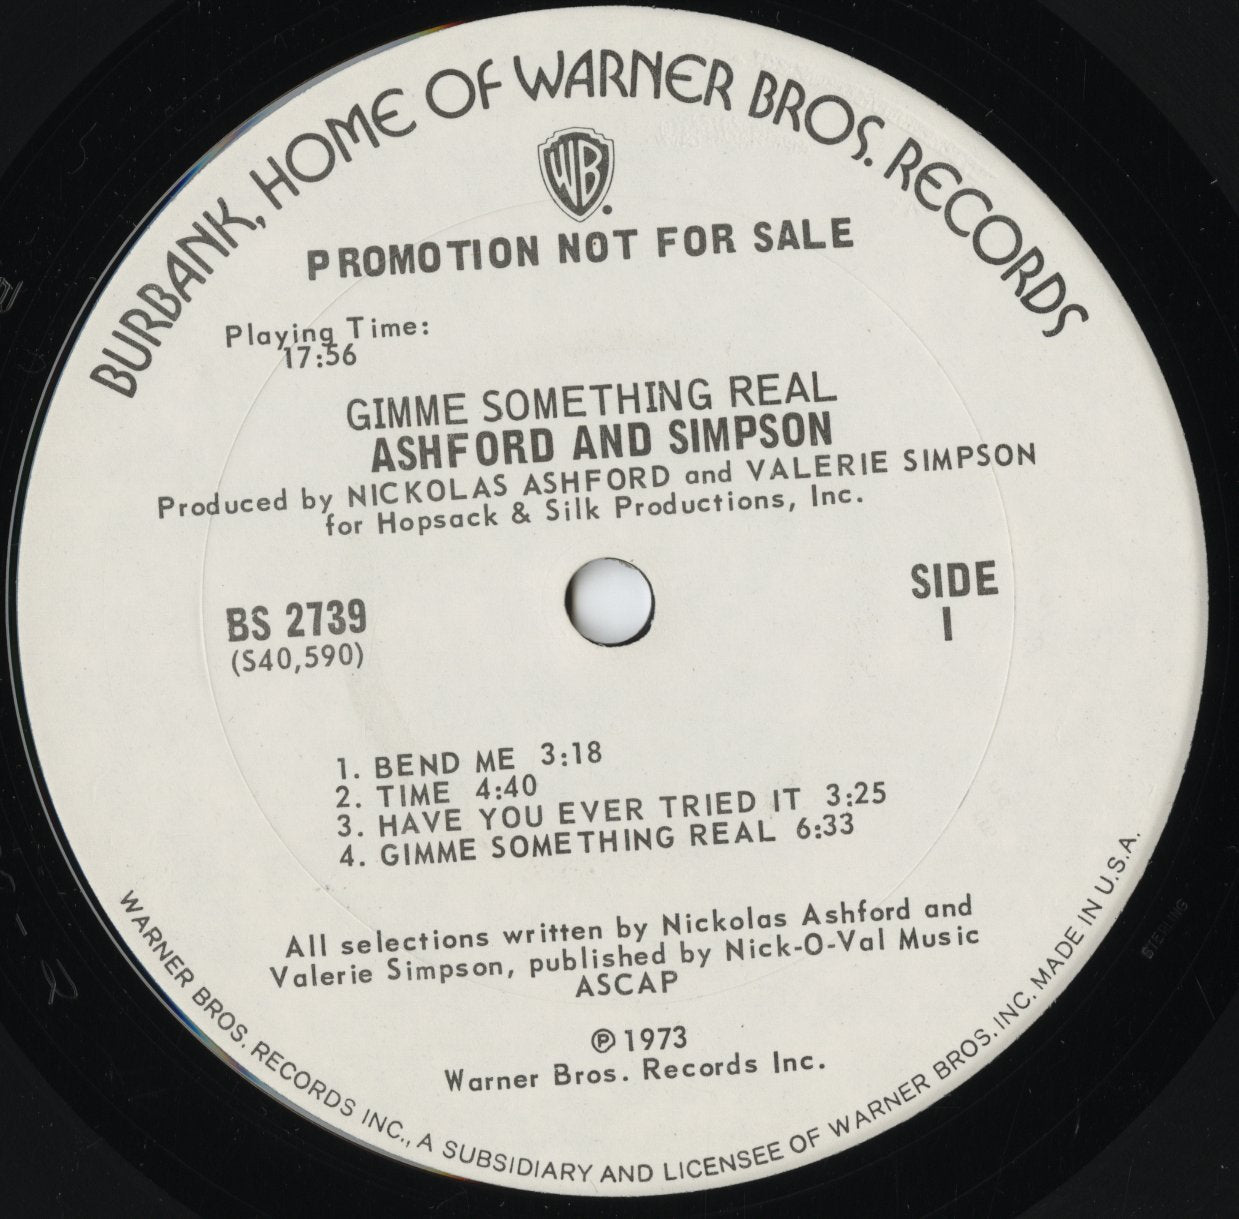 BURBANK, HOME OF WARNER BROS. RECORDS
WB
PROMOTION NOT FOR SALE
Playing Time:
17:56
GIMME SOMETHING REAL
ASHFORD AND SIMPSON
Produced by NICKOLAS ASHFORD and VALERIE SIMPSON
for Hopsack & Silk Productions, Inc.
BS 2739
(S40,590)
SIDE
1
1. BEND ME 3:18
2. TIME 4:40
3. HAVE YOU EVER TRIED IT 3:25
4. GIMME SOMETHING REAL 6:33
All selections written by Nickolas Ashford and
Valerie Simpson, published by Nick-O-Val Music
ASCAP
℗ 1973
Warner Bros. Records Inc.
WARNER BROS. RECORDS INC., A SUBSIDIARY AND LICENSEE OF WARNER BROS. INC. MADE IN U.S.A.
STERLING